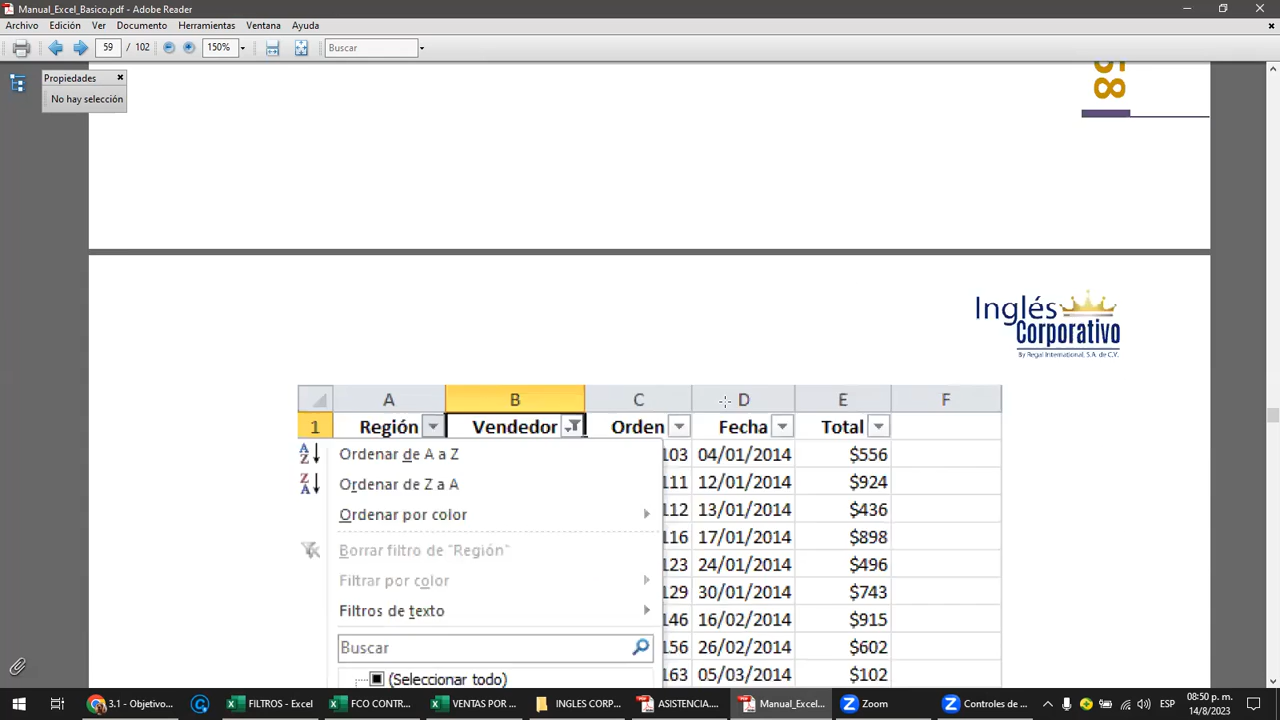 Manual_Excel_Basico.pdf - Adobe Reader
Archivo Edición Ver Documento Herramientas Ventana Ayuda
59 / 102 150% Buscar
Propiedades
No hay selección
Inglés
Corporativo
By Regal International, S.A. de C.V.
A B C D E F
1 Región Vendedor Orden Fecha Total
Ordenar de A a Z 103 04/01/2014 $556
Ordenar de Z a A 111 12/01/2014 $924
Ordenar por color 112 13/01/2014 $436
116 17/01/2014 $898
Borrar filtro de "Región" 123 24/01/2014 $496
Filtrar por color 129 30/01/2014 $743
Filtros de texto 146 16/02/2014 $915
Buscar 156 26/02/2014 $602
(Seleccionar todo) 163 05/03/2014 $102
3.1 - Objetivo... FILTROS - Excel FCO CONTR... VENTAS POR ... INGLES CORP... ASISTENCIA.... Manual_Excel... Zoom Controles de ... ESP 08:50 p. m.
14/8/2023